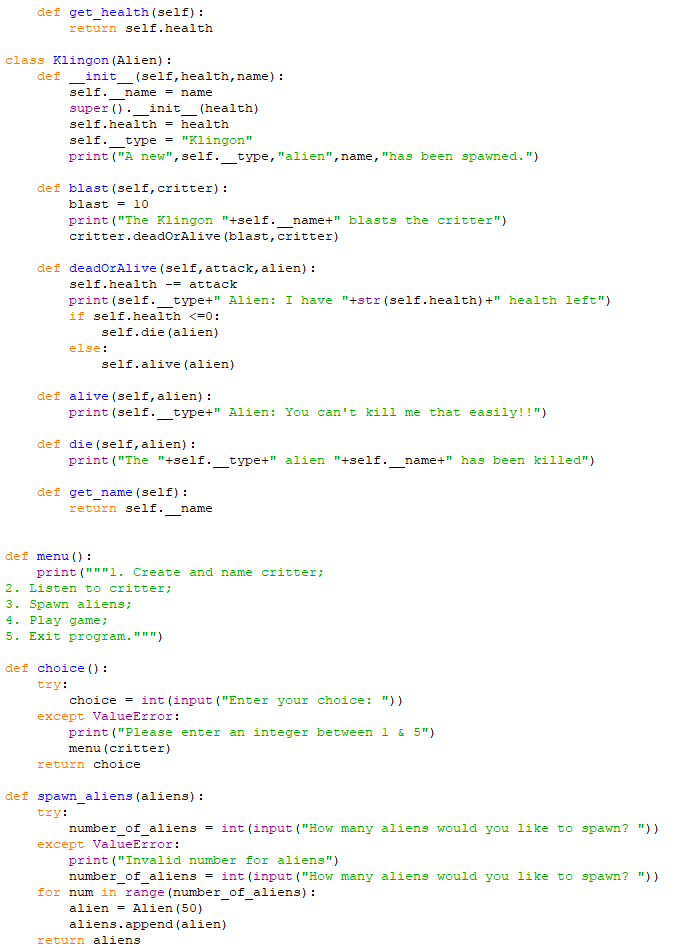 def get_health(self):
        return self.health

class Klingon(Alien):
    def __init__(self,health,name):
        self.__name = name
        super().__init__(health)
        self.health = health
        self.__type = "Klingon"
        print("A new",self.__type,"alien",name,"has been spawned.")

    def blast(self,critter):
        blast = 10
        print("The Klingon "+self.__name+" blasts the critter")
        critter.deadOrAlive(blast,critter)

    def deadOrAlive(self,attack,alien):
        self.health -= attack
        print(self.__type+" Alien: I have "+str(self.health)+" health left")
        if self.health <=0:
            self.die(alien)
        else:
            self.alive(alien)

    def alive(self,alien):
        print(self.__type+" Alien: You can't kill me that easily!!")

    def die(self,alien):
        print("The "+self.__type+" alien "+self.__name+" has been killed")

    def get_name(self):
        return self.__name


def menu():
    print("""1. Create and name critter;
2. Listen to critter;
3. Spawn aliens;
4. Play game;
5. Exit program.""")

def choice():
    try:
        choice = int(input("Enter your choice: "))
    except ValueError:
        print("Please enter an integer between 1 & 5")
        menu(critter)
    return choice

def spawn_aliens(aliens):
    try:
        number_of_aliens = int(input("How many aliens would you like to spawn? "))
    except ValueError:
        print("Invalid number for aliens")
        number_of_aliens = int(input("How many aliens would you like to spawn? "))
    for num in range(number_of_aliens):
        alien = Alien(50)
        aliens.append(alien)
    return aliens